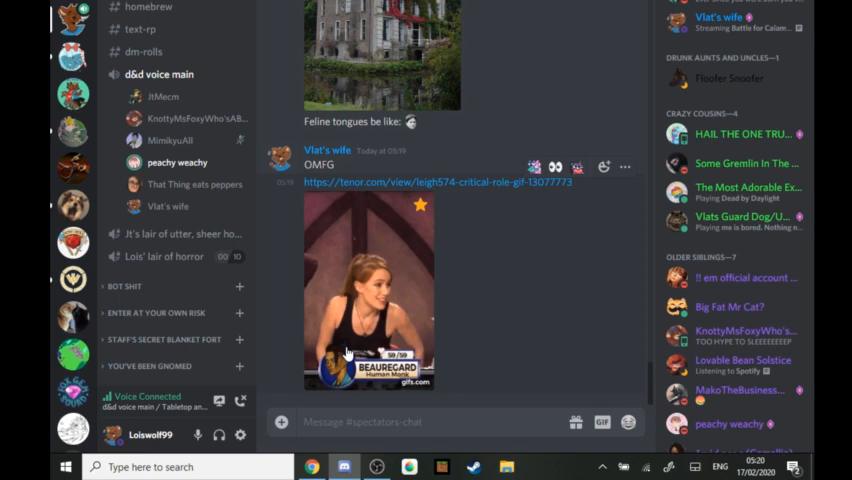 # homebrew
# text-rp
# dm-rolls
d&d voice main
JtMecm
KnottyMsFoxyWho'sAB...
MimikyuAll
peachy weachy
That Thing eats peppers
Vlat's wife
Jt's lair of utter, sheer ho...
Lois' lair of horror 00 10
BOT SHIT
ENTER AT YOUR OWN RISK
STAFF'S SECRET BLANKET FORT
YOU'VE BEEN GNOMED
Voice Connected
d&d voice main / Tabletop an...
Loiswolf99
Feline tongues be like:
Vlat's wife Today at 05:19
OMFG
05:19 https://tenor.com/view/leigh574-critical-role-gif-13077773
59/59
BEAUREGARD
Human Monk
gifs.com
Message #spectators-chat
GIF
Vlat's wife
Streaming Battle for Calam...
DRUNK AUNTS AND UNCLES—1
Floofer Snoofer
CRAZY COUSINS—4
HAIL THE ONE TRU...
Some Gremlin In The ...
The Most Adorable Ex...
Playing Dead by Daylight
Vlats Guard Dog/U...
Playing me is bored. Nothing n...
OLDER SIBLINGS—7
!! em official account ...
Big Fat Mr Cat?
KnottyMsFoxyWho's...
TOO HYPE TO SLEEEEEEEP
Lovable Bean Solstice
Listening to Spotify
MakoTheBusiness...
peachy weachy
Type here to search
ENG
05:20
17/02/2020